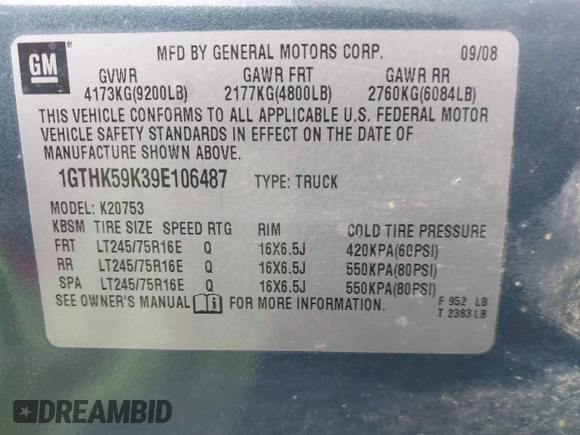 GM
MFD BY GENERAL MOTORS CORP. 09/08
GVWR GAWR FRT GAWR RR
4173KG(9200LB) 2177KG(4800LB) 2760KG(6084LB)
THIS VEHICLE CONFORMS TO ALL APPLICABLE U.S. FEDERAL MOTOR
VEHICLE SAFETY STANDARDS IN EFFECT ON THE DATE OF
MANUFACTURE SHOWN ABOVE.
1GTHK59K39E106487 TYPE: TRUCK
MODEL: K20753
KBSM TIRE SIZE SPEED RTG RIM COLD TIRE PRESSURE
FRT LT245/75R16E Q 16X6.5J 420KPA(60PSI)
RR LT245/75R16E Q 16X6.5J 550KPA(80PSI)
SPA LT245/75R16E Q 16X6.5J 550KPA(80PSI)
SEE OWNER'S MANUAL FOR MORE INFORMATION.
F 952 LB
T 2383 LB
DREAMBID